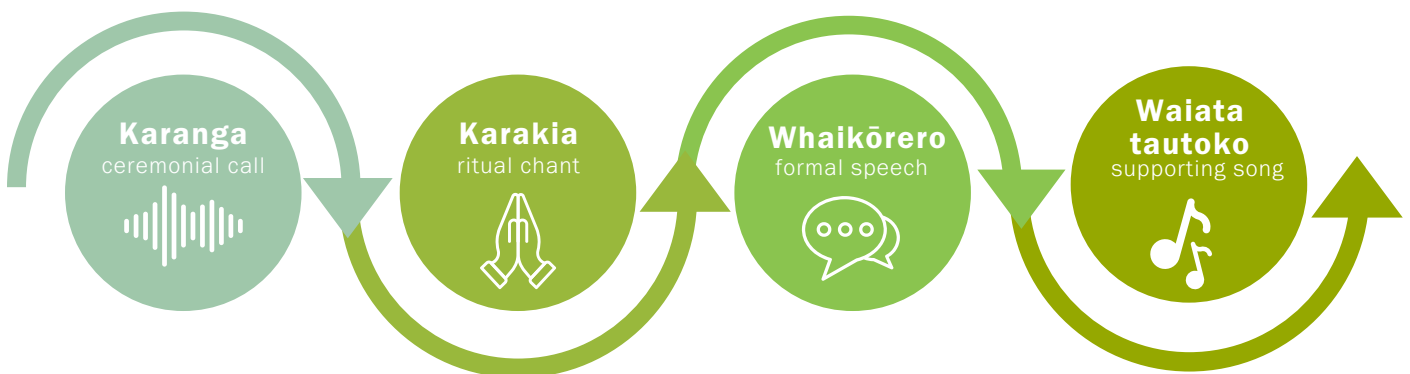 Karanga
ceremonial call
Karakia
ritual chant
Whaikōrero
formal speech
Waiata
tautoko
supporting song